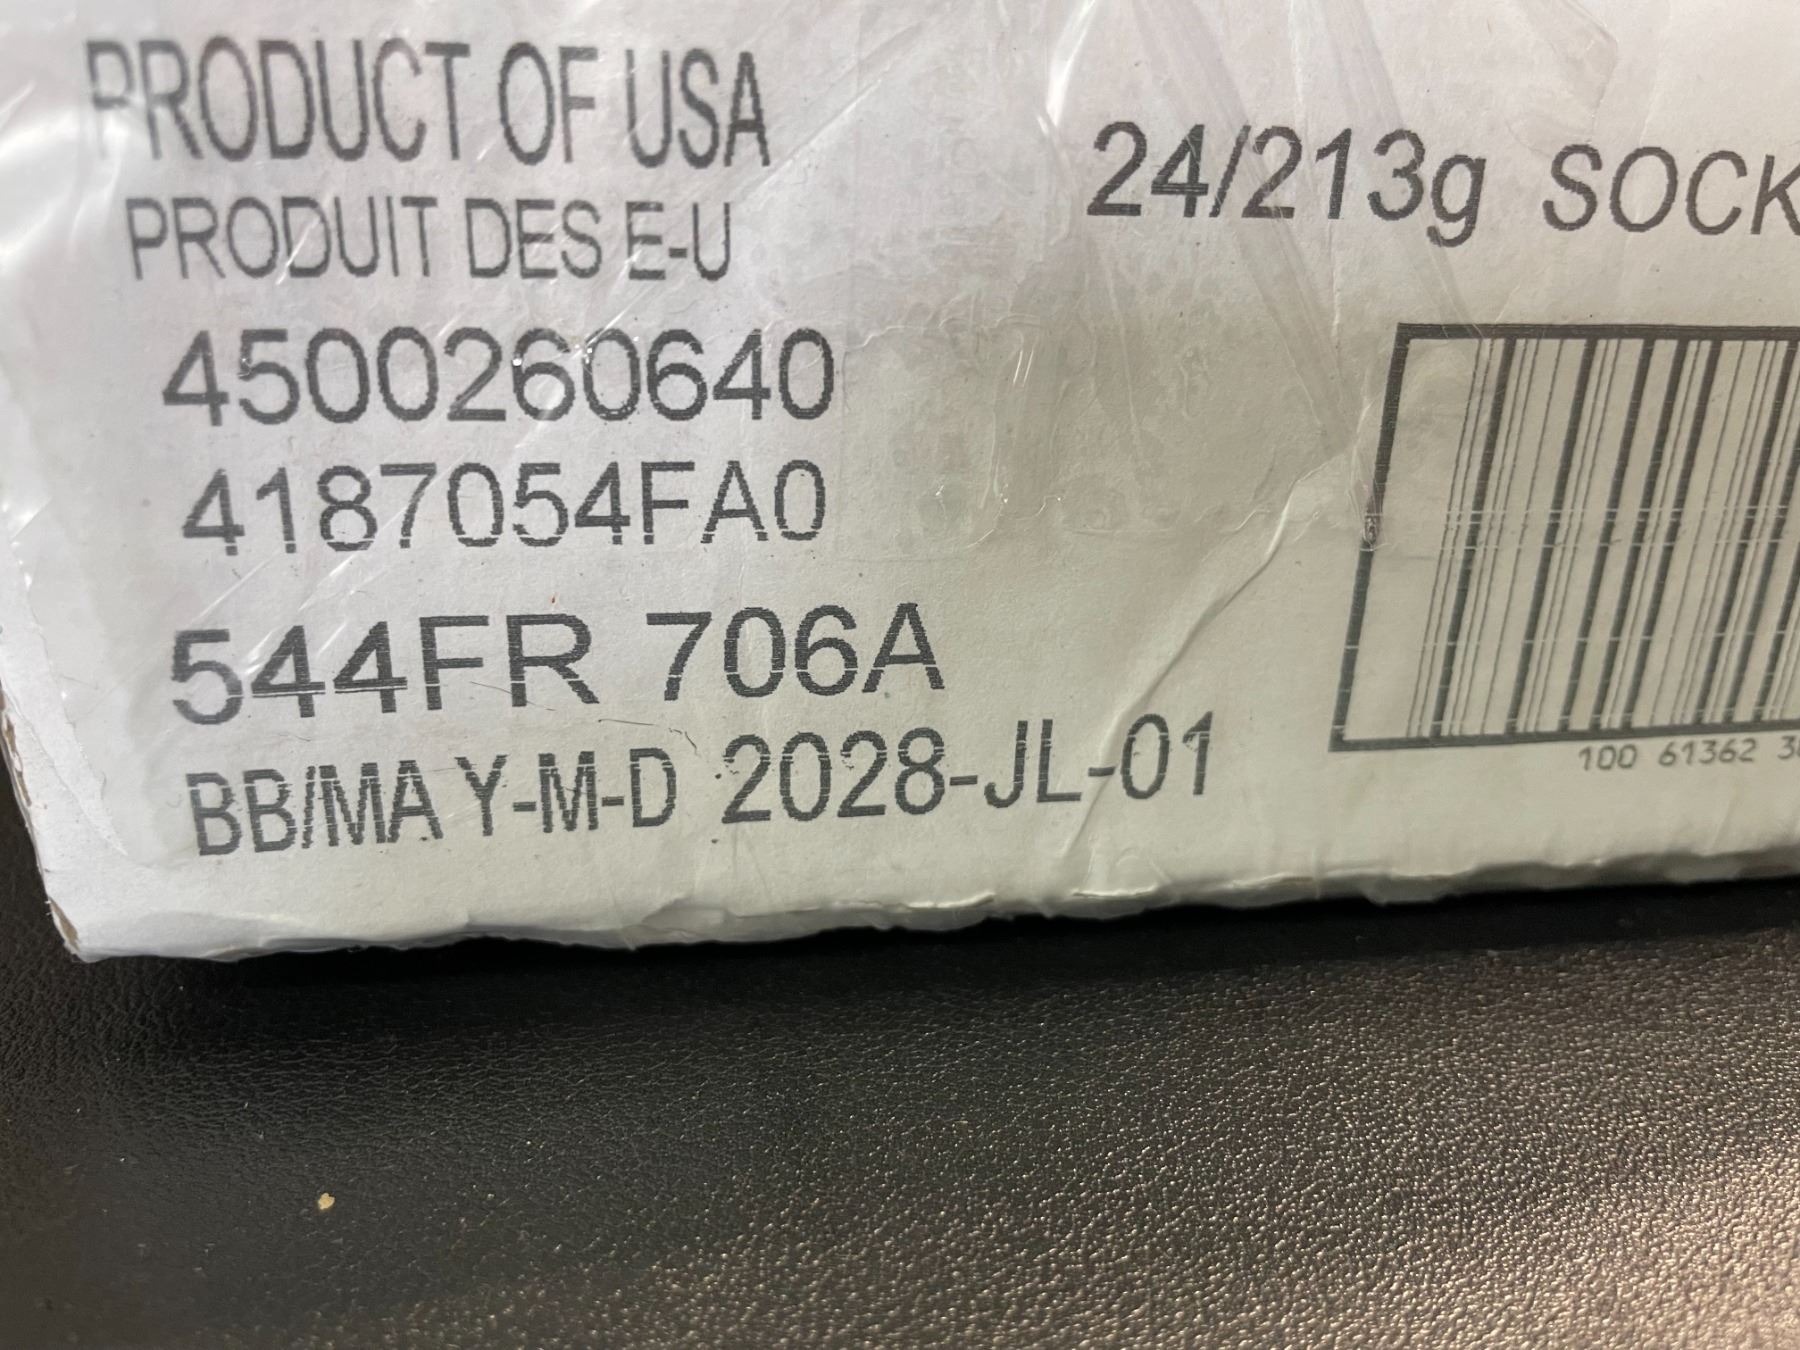 PRODUCT OF USA
PRODUIT DES E-U
4500260640
4187054FA0
544FR 706A
BB/MA Y-M-D 2028-JL-01
24/213g SOCK
100 61362 3